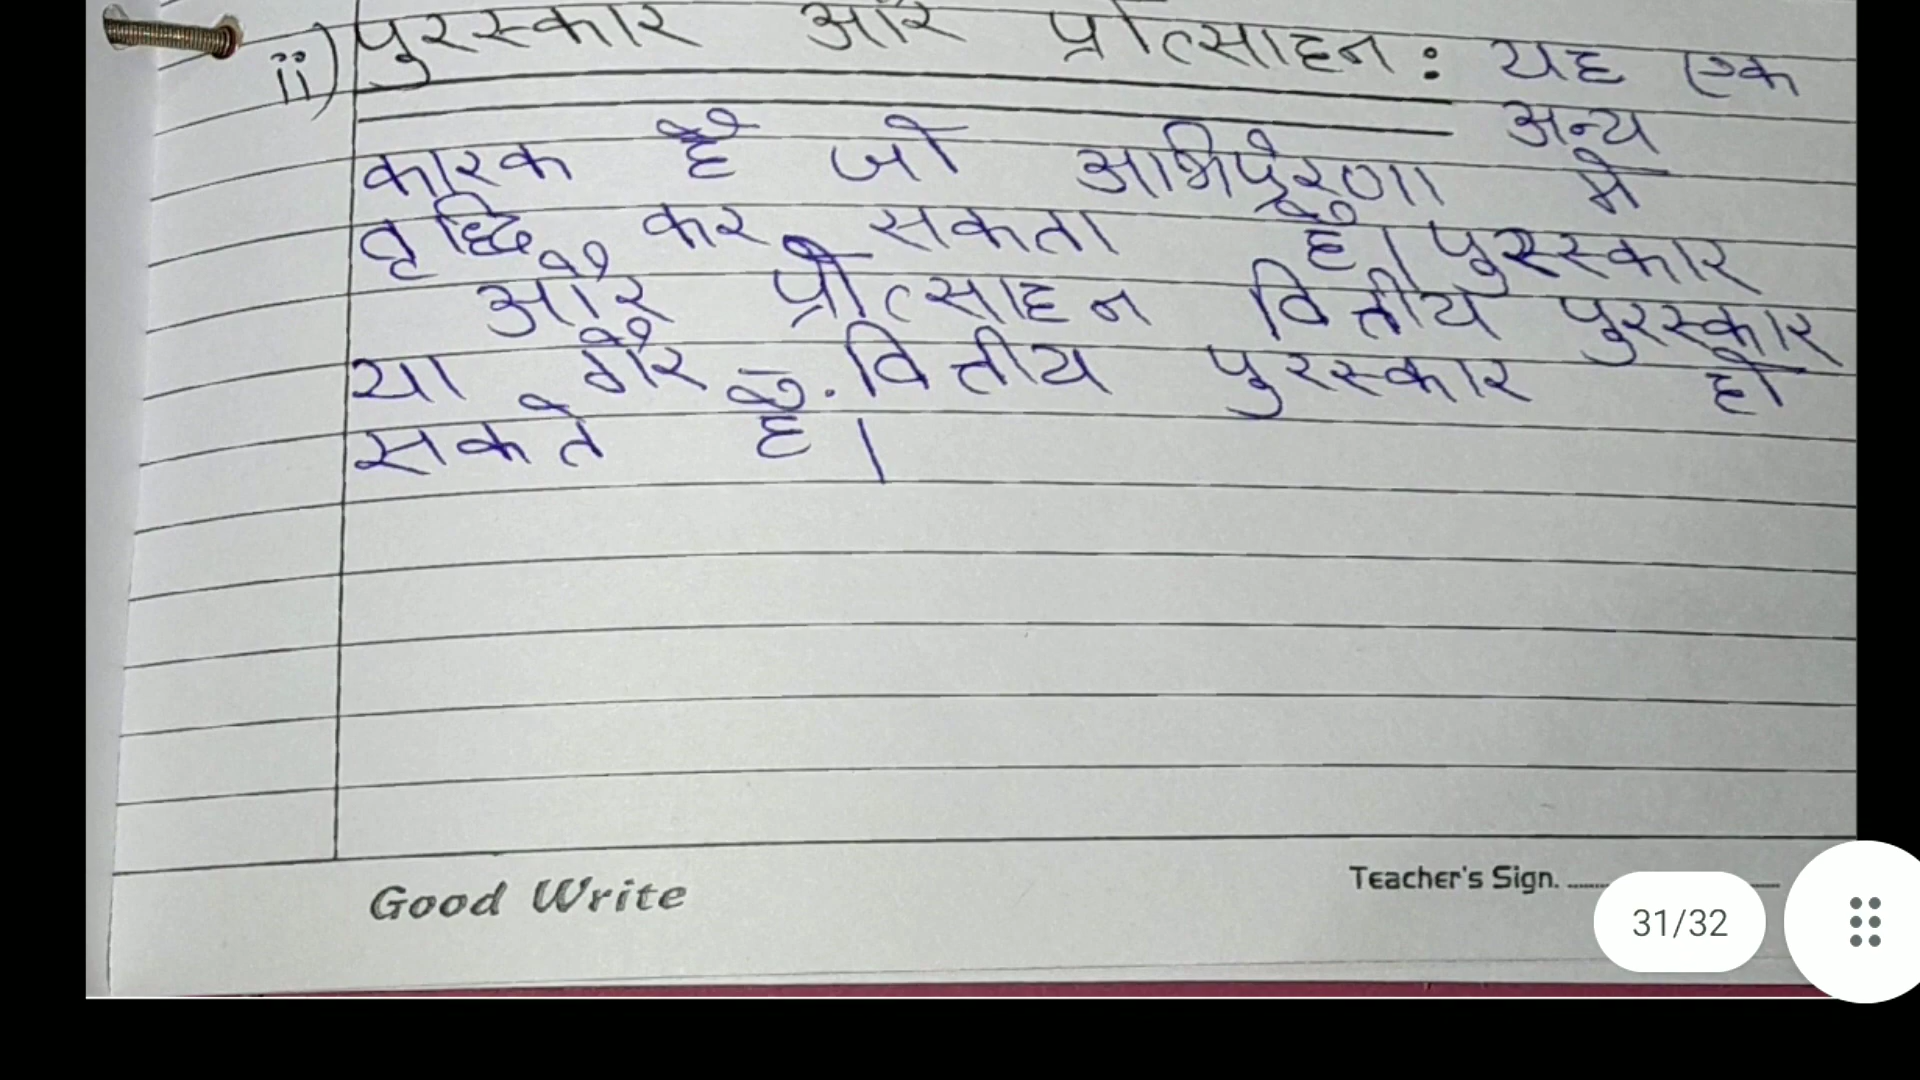 ii) पुरस्कार और प्रोत्साहन : यह एक
अन्य
कारक है जो अभिप्रेरणा में
वृद्धि कर सकता है। पुरस्कार
और प्रोत्साहन वित्तीय पुरस्कार
या गैर-वित्तीय पुरस्कार हो
सकते है।
Good Write
Teacher's Sign.
31/32